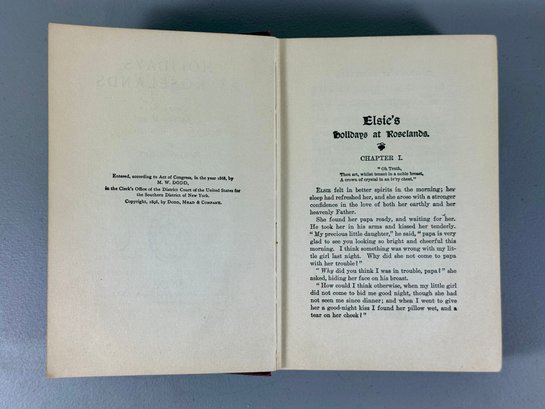 Entered, according to Act of Congress, in the year 1868, by
M. W. DODD,
in the Clerk's Office of the District Court of the United States for
the Southern District of New York.
Copyright, 1896, by DODD, MEAD & COMPANY.
Elsie's
Holidays at Roselands.
CHAPTER I.
"Oh Truth,
Thou art, whilst tenant in a noble breast,
A crown of crystal in an iv'ry chest."
ELSIE felt in better spirits in the morning; her
sleep had refreshed her, and she arose with a stronger
confidence in the love of both her earthly and her
heavenly Father.
She found her papa ready, and waiting for her.
He took her in his arms and kissed her tenderly.
"My precious little daughter," he said, "papa is very
glad to see you looking so bright and cheerful this
morning. I think something was wrong with my lit-
tle girl last night. Why did she not come to papa
with her trouble?"
"Why did you think I was in trouble, papa?" she
asked, hiding her face on his breast.
"How could I think otherwise, when my little girl
did not come to bid me good night, though she had
not seen me since dinner; and when I went to give
her a good-night kiss I found her pillow wet, and a
tear on her cheek?"